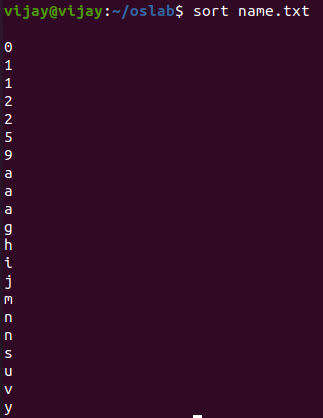 vijay@vijay:~/oslab$ sort name.txt

0
1
1
2
2
5
9
a
a
a
g
h
i
j
m
n
n
s
u
v
y